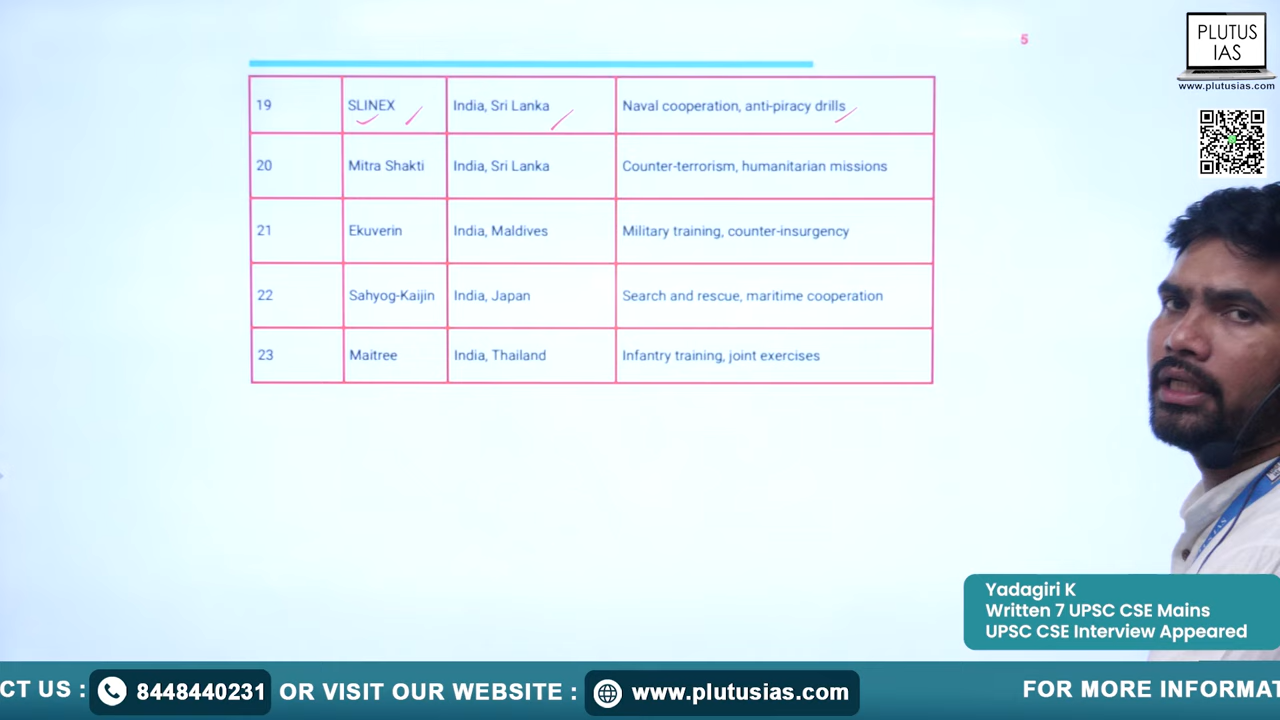 5
PLUTUS
IAS
www.plutusias.com
19 SLINEX India, Sri Lanka Naval cooperation, anti-piracy drills
20 Mitra Shakti India, Sri Lanka Counter-terrorism, humanitarian missions
21 Ekuverin India, Maldives Military training, counter-insurgency
22 Sahyog-Kaijin India, Japan Search and rescue, maritime cooperation
23 Maitree India, Thailand Infantry training, joint exercises
Yadagiri K
Written 7 UPSC CSE Mains
UPSC CSE Interview Appeared
CT US : 8448440231 OR VISIT OUR WEBSITE : www.plutusias.com FOR MORE INFORMAT